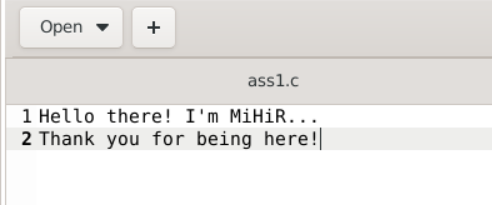 Open +
ass1.c
1 Hello there! I'm MiHiR...
2 Thank you for being here!